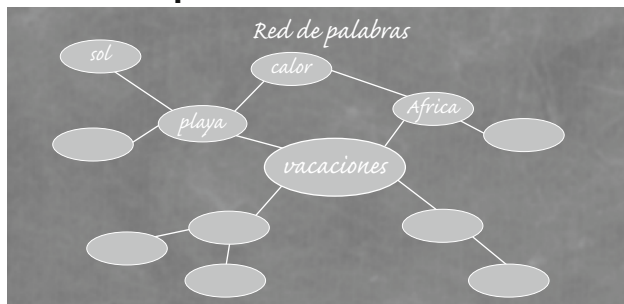 Red de palabras
sol
calor
playa
Africa
vacaciones